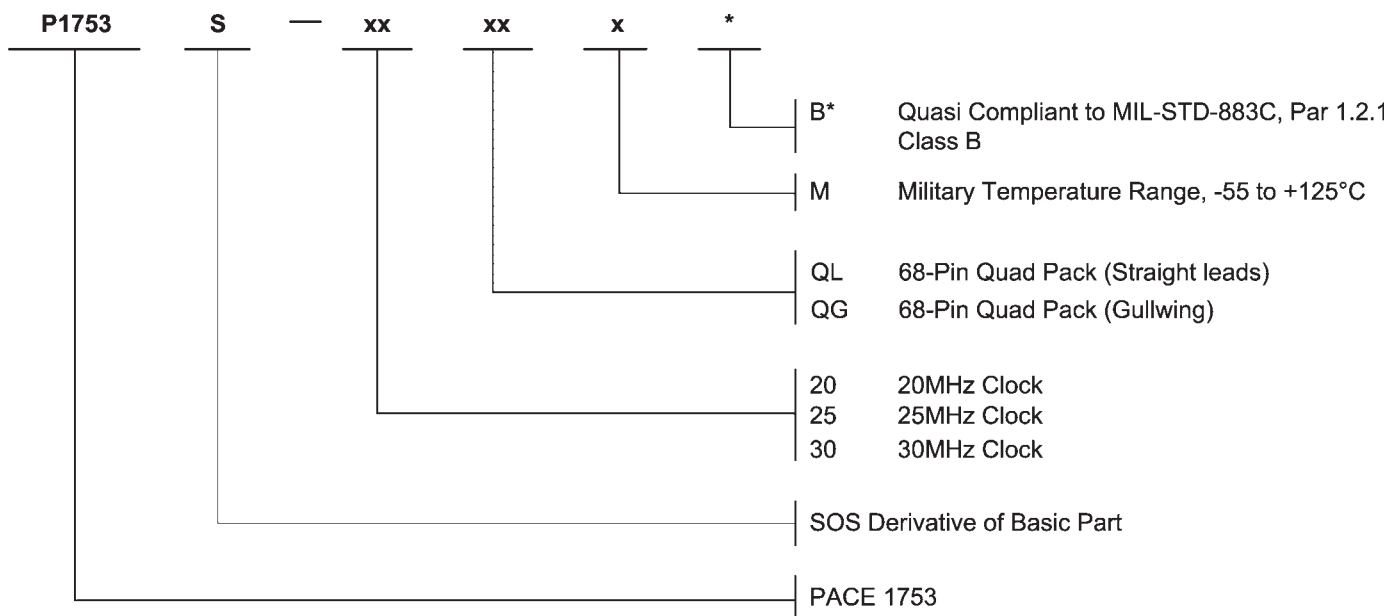 P1753 S — xx xx x *
B* Quasi Compliant to MIL-STD-883C, Par 1.2.1
Class B
M Military Temperature Range, -55 to +125°C
QL 68-Pin Quad Pack (Straight leads)
QG 68-Pin Quad Pack (Gullwing)
20 20MHz Clock
25 25MHz Clock
30 30MHz Clock
SOS Derivative of Basic Part
PACE 1753